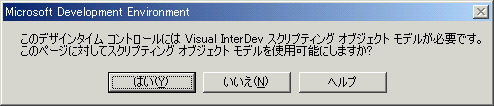 Microsoft Development Environment
このデザインタイム コントロールには Visual InterDev スクリプティング オブジェクト モデルが必要です。
このページに対してスクリプティング オブジェクト モデルを使用可能にしますか?
はい(Y) いいえ(N) ヘルプ